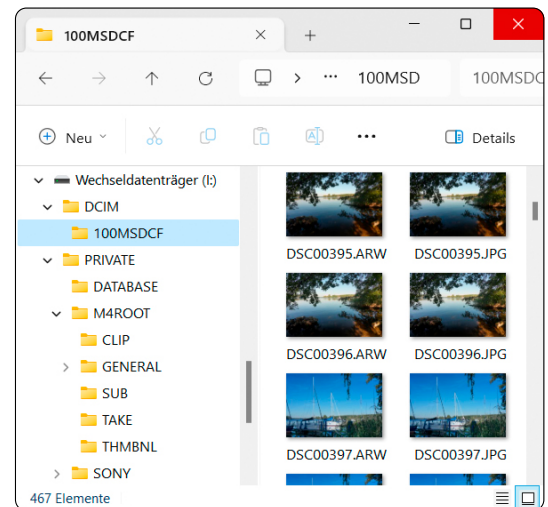 100MSDCF
100MSD
100MSDC
Neu
Details
Wechseldatenträger (I:)
DCIM
100MSDCF
PRIVATE
DATABASE
M4ROOT
CLIP
GENERAL
SUB
TAKE
THMBNL
SONY
DSC00395.ARW DSC00395.JPG
DSC00396.ARW DSC00396.JPG
DSC00397.ARW DSC00397.JPG
467 Elemente